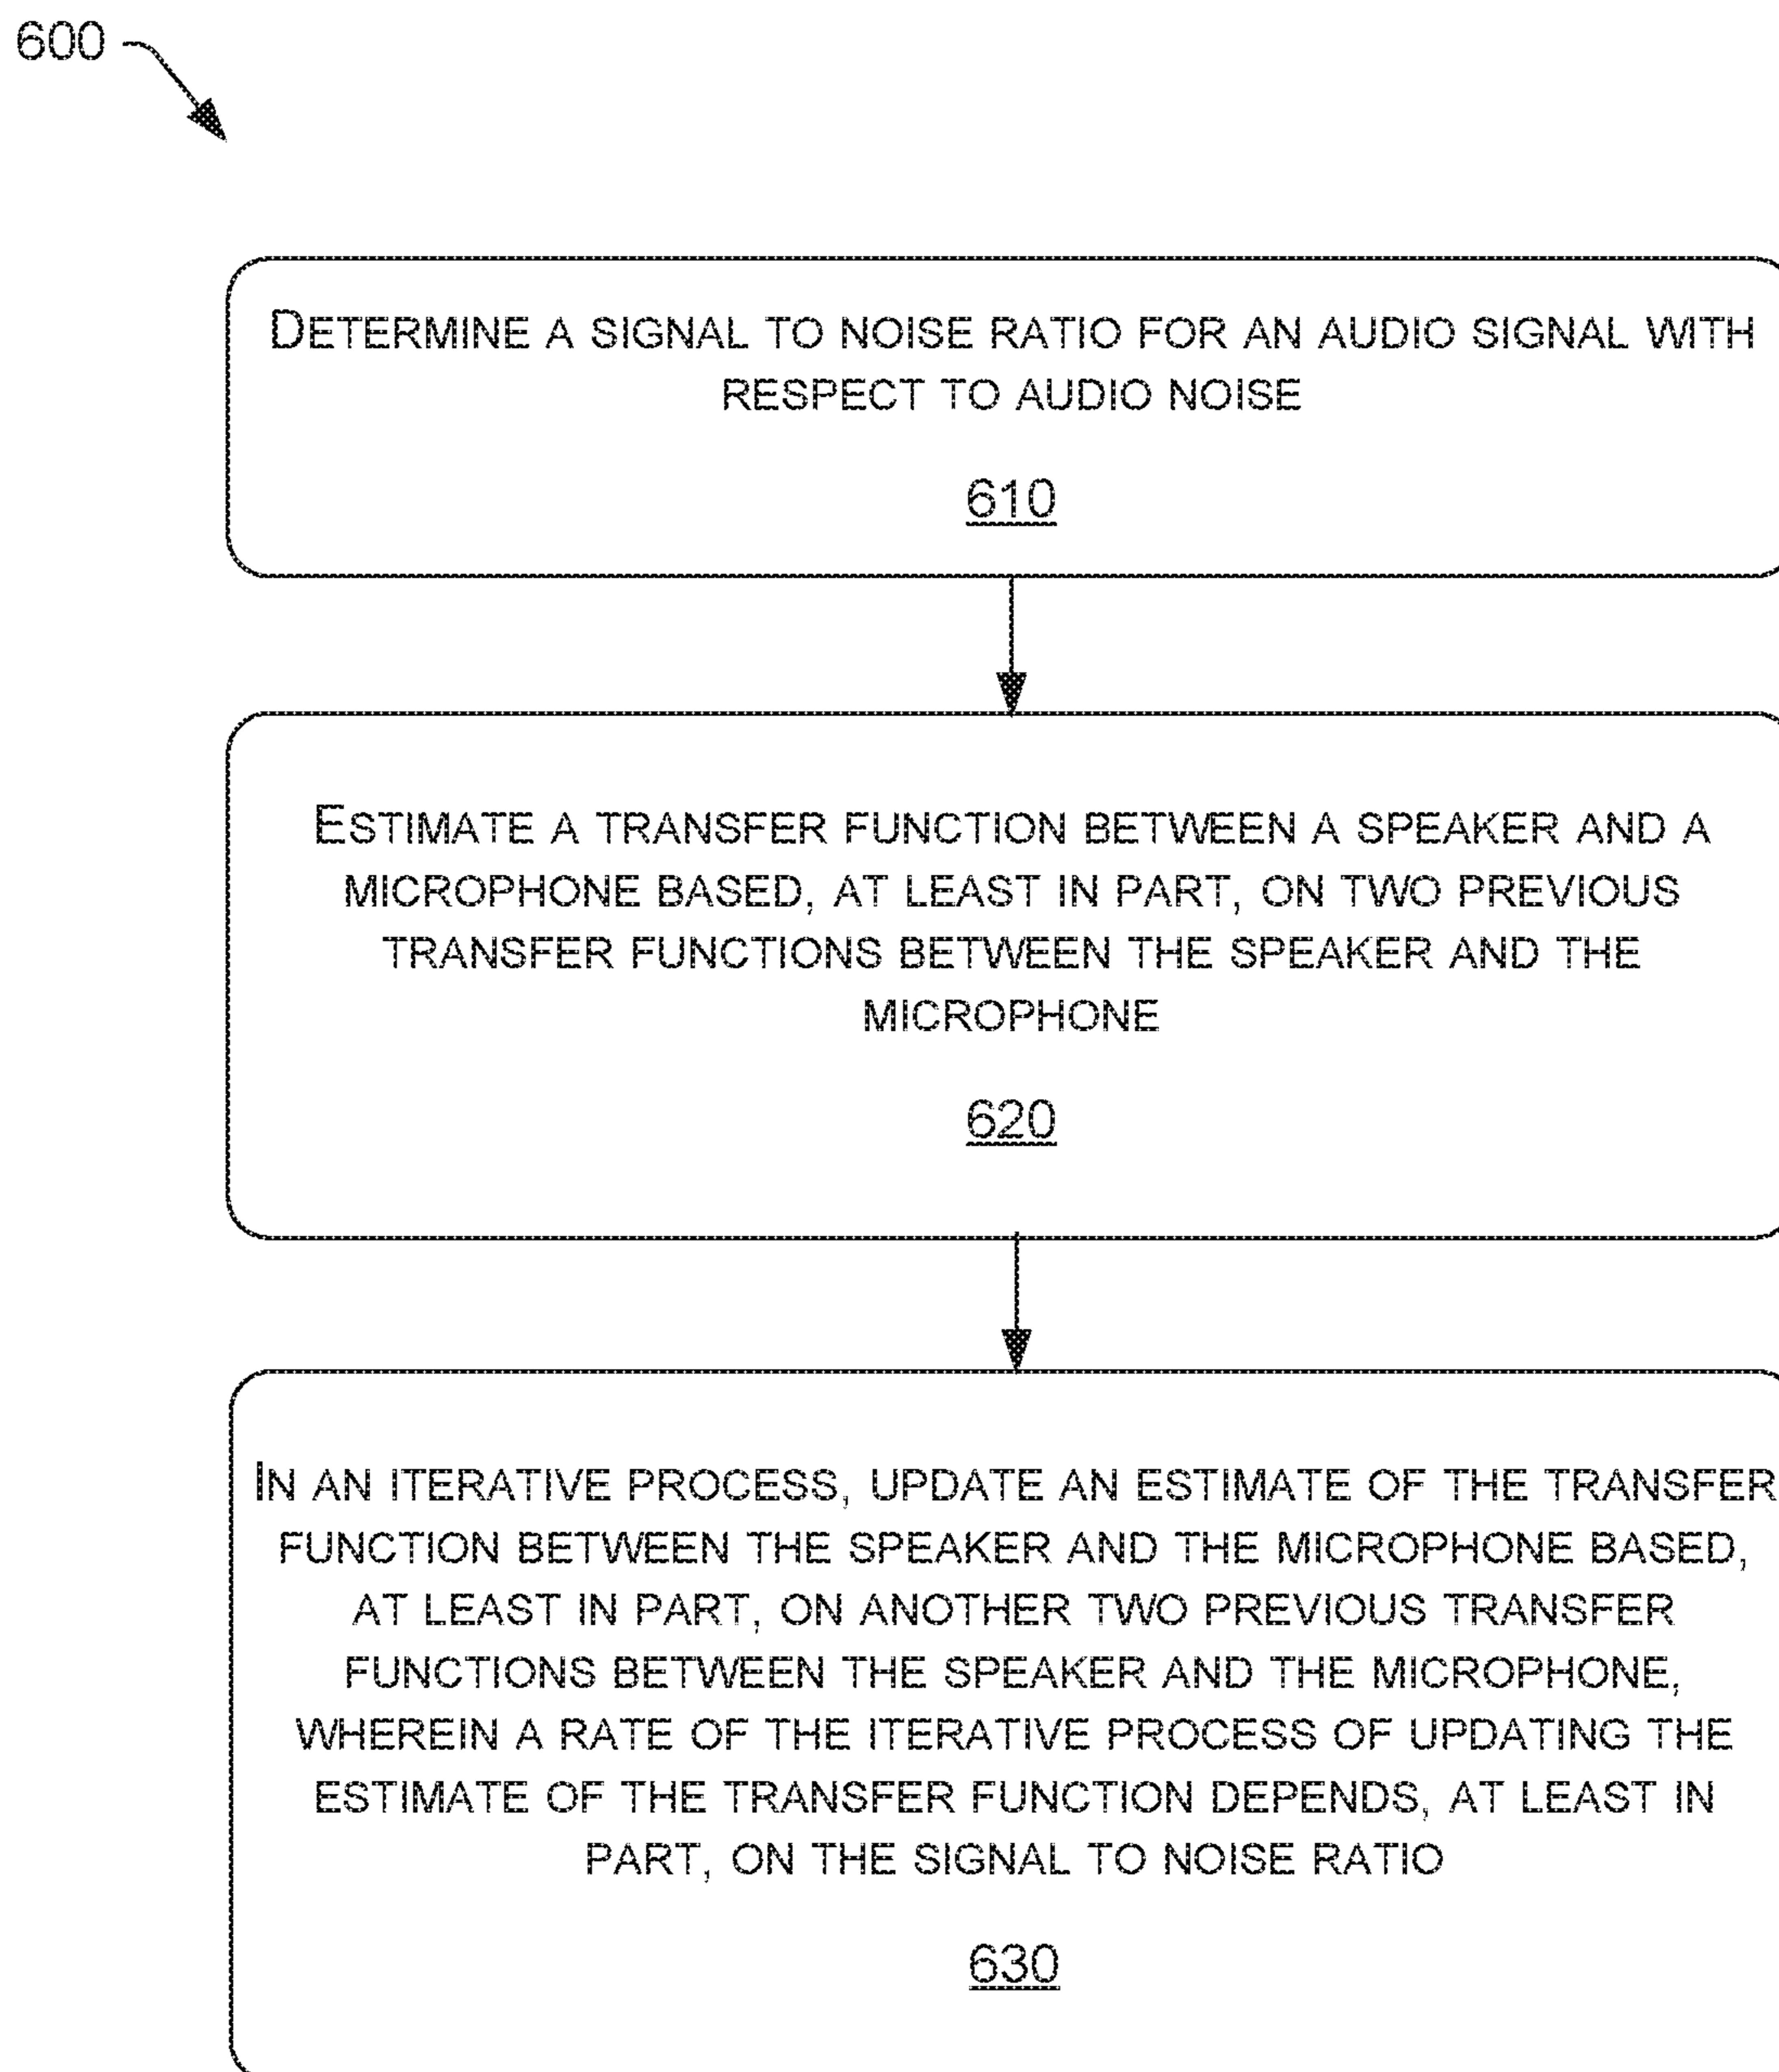 600
DETERMINE A SIGNAL TO NOISE RATIO FOR AN AUDIO SIGNAL WITH
RESPECT TO AUDIO NOISE
610
ESTIMATE A TRANSFER FUNCTION BETWEEN A SPEAKER AND A
MICROPHONE BASED, AT LEAST IN PART, ON TWO PREVIOUS
TRANSFER FUNCTIONS BETWEEN THE SPEAKER AND THE
MICROPHONE
620
IN AN ITERATIVE PROCESS, UPDATE AN ESTIMATE OF THE TRANSFER
FUNCTION BETWEEN THE SPEAKER AND THE MICROPHONE BASED,
AT LEAST IN PART, ON ANOTHER TWO PREVIOUS TRANSFER
FUNCTIONS BETWEEN THE SPEAKER AND THE MICROPHONE,
WHEREIN A RATE OF THE ITERATIVE PROCESS OF UPDATING THE
ESTIMATE OF THE TRANSFER FUNCTION DEPENDS, AT LEAST IN
PART, ON THE SIGNAL TO NOISE RATIO
630